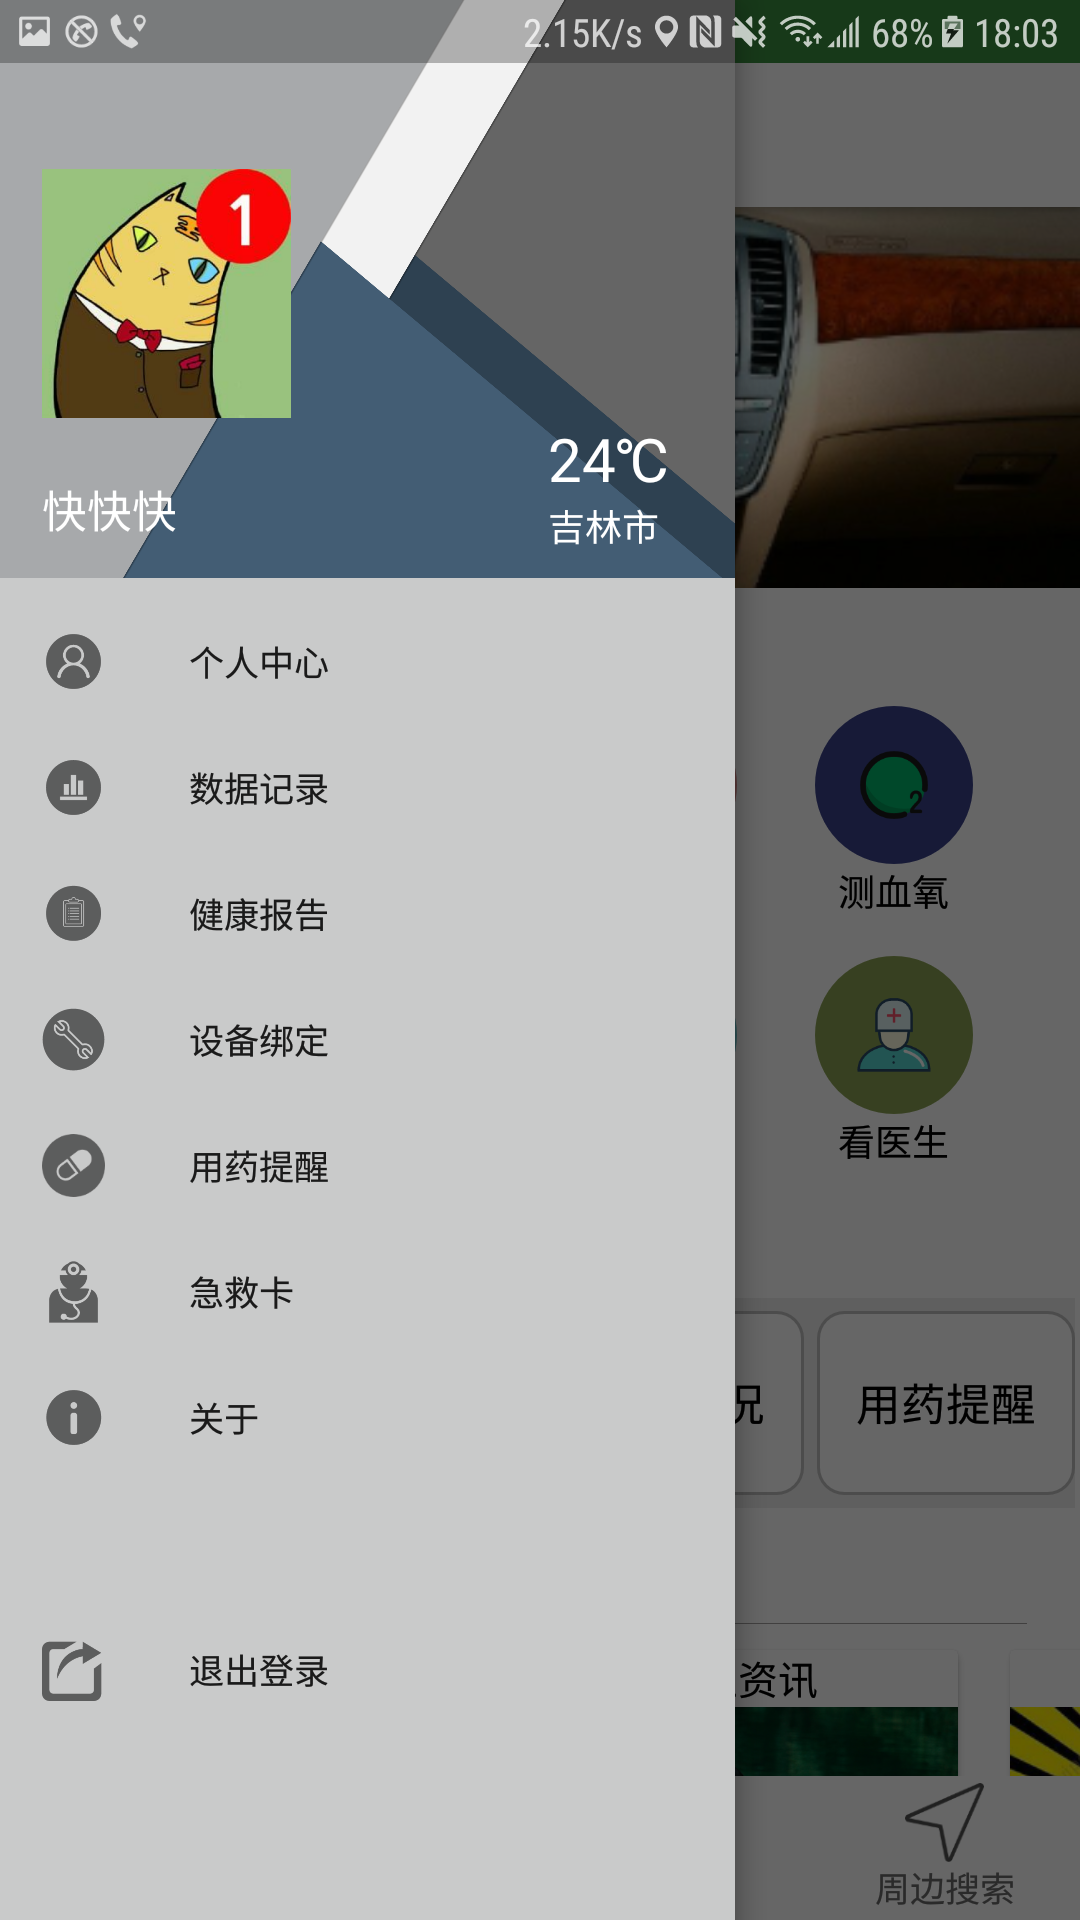 2.15K/s 68% 18:03
1
24℃
快快快
吉林市
个人中心
数据记录
测血氧
健康报告
设备绑定
看医生
用药提醒
急救卡
关于
况
用药提醒
退出登录
资讯
周边搜索